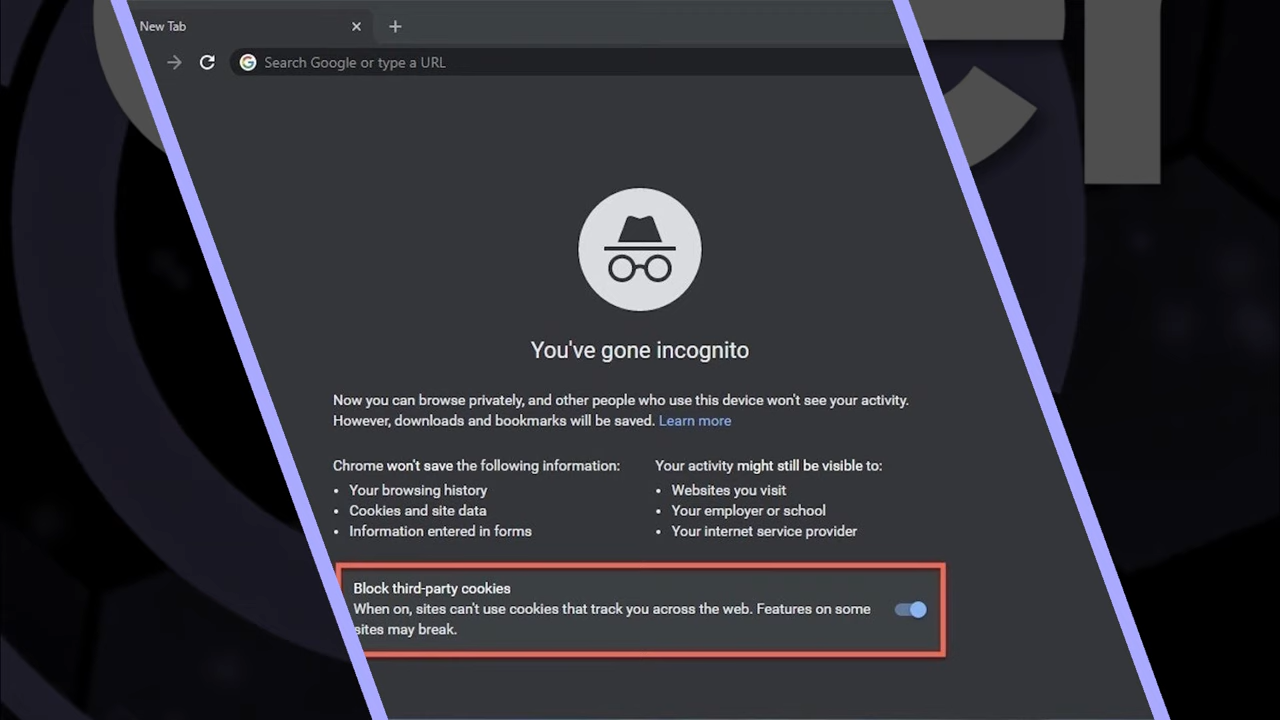 New Tab
Search Google or type a URL
You've gone incognito
Now you can browse privately, and other people who use this device won't see your activity.
However, downloads and bookmarks will be saved. Learn more
Chrome won't save the following information:
• Your browsing history
• Cookies and site data
• Information entered in forms
Your activity might still be visible to:
• Websites you visit
• Your employer or school
• Your internet service provider
Block third-party cookies
When on, sites can't use cookies that track you across the web. Features on some
sites may break.